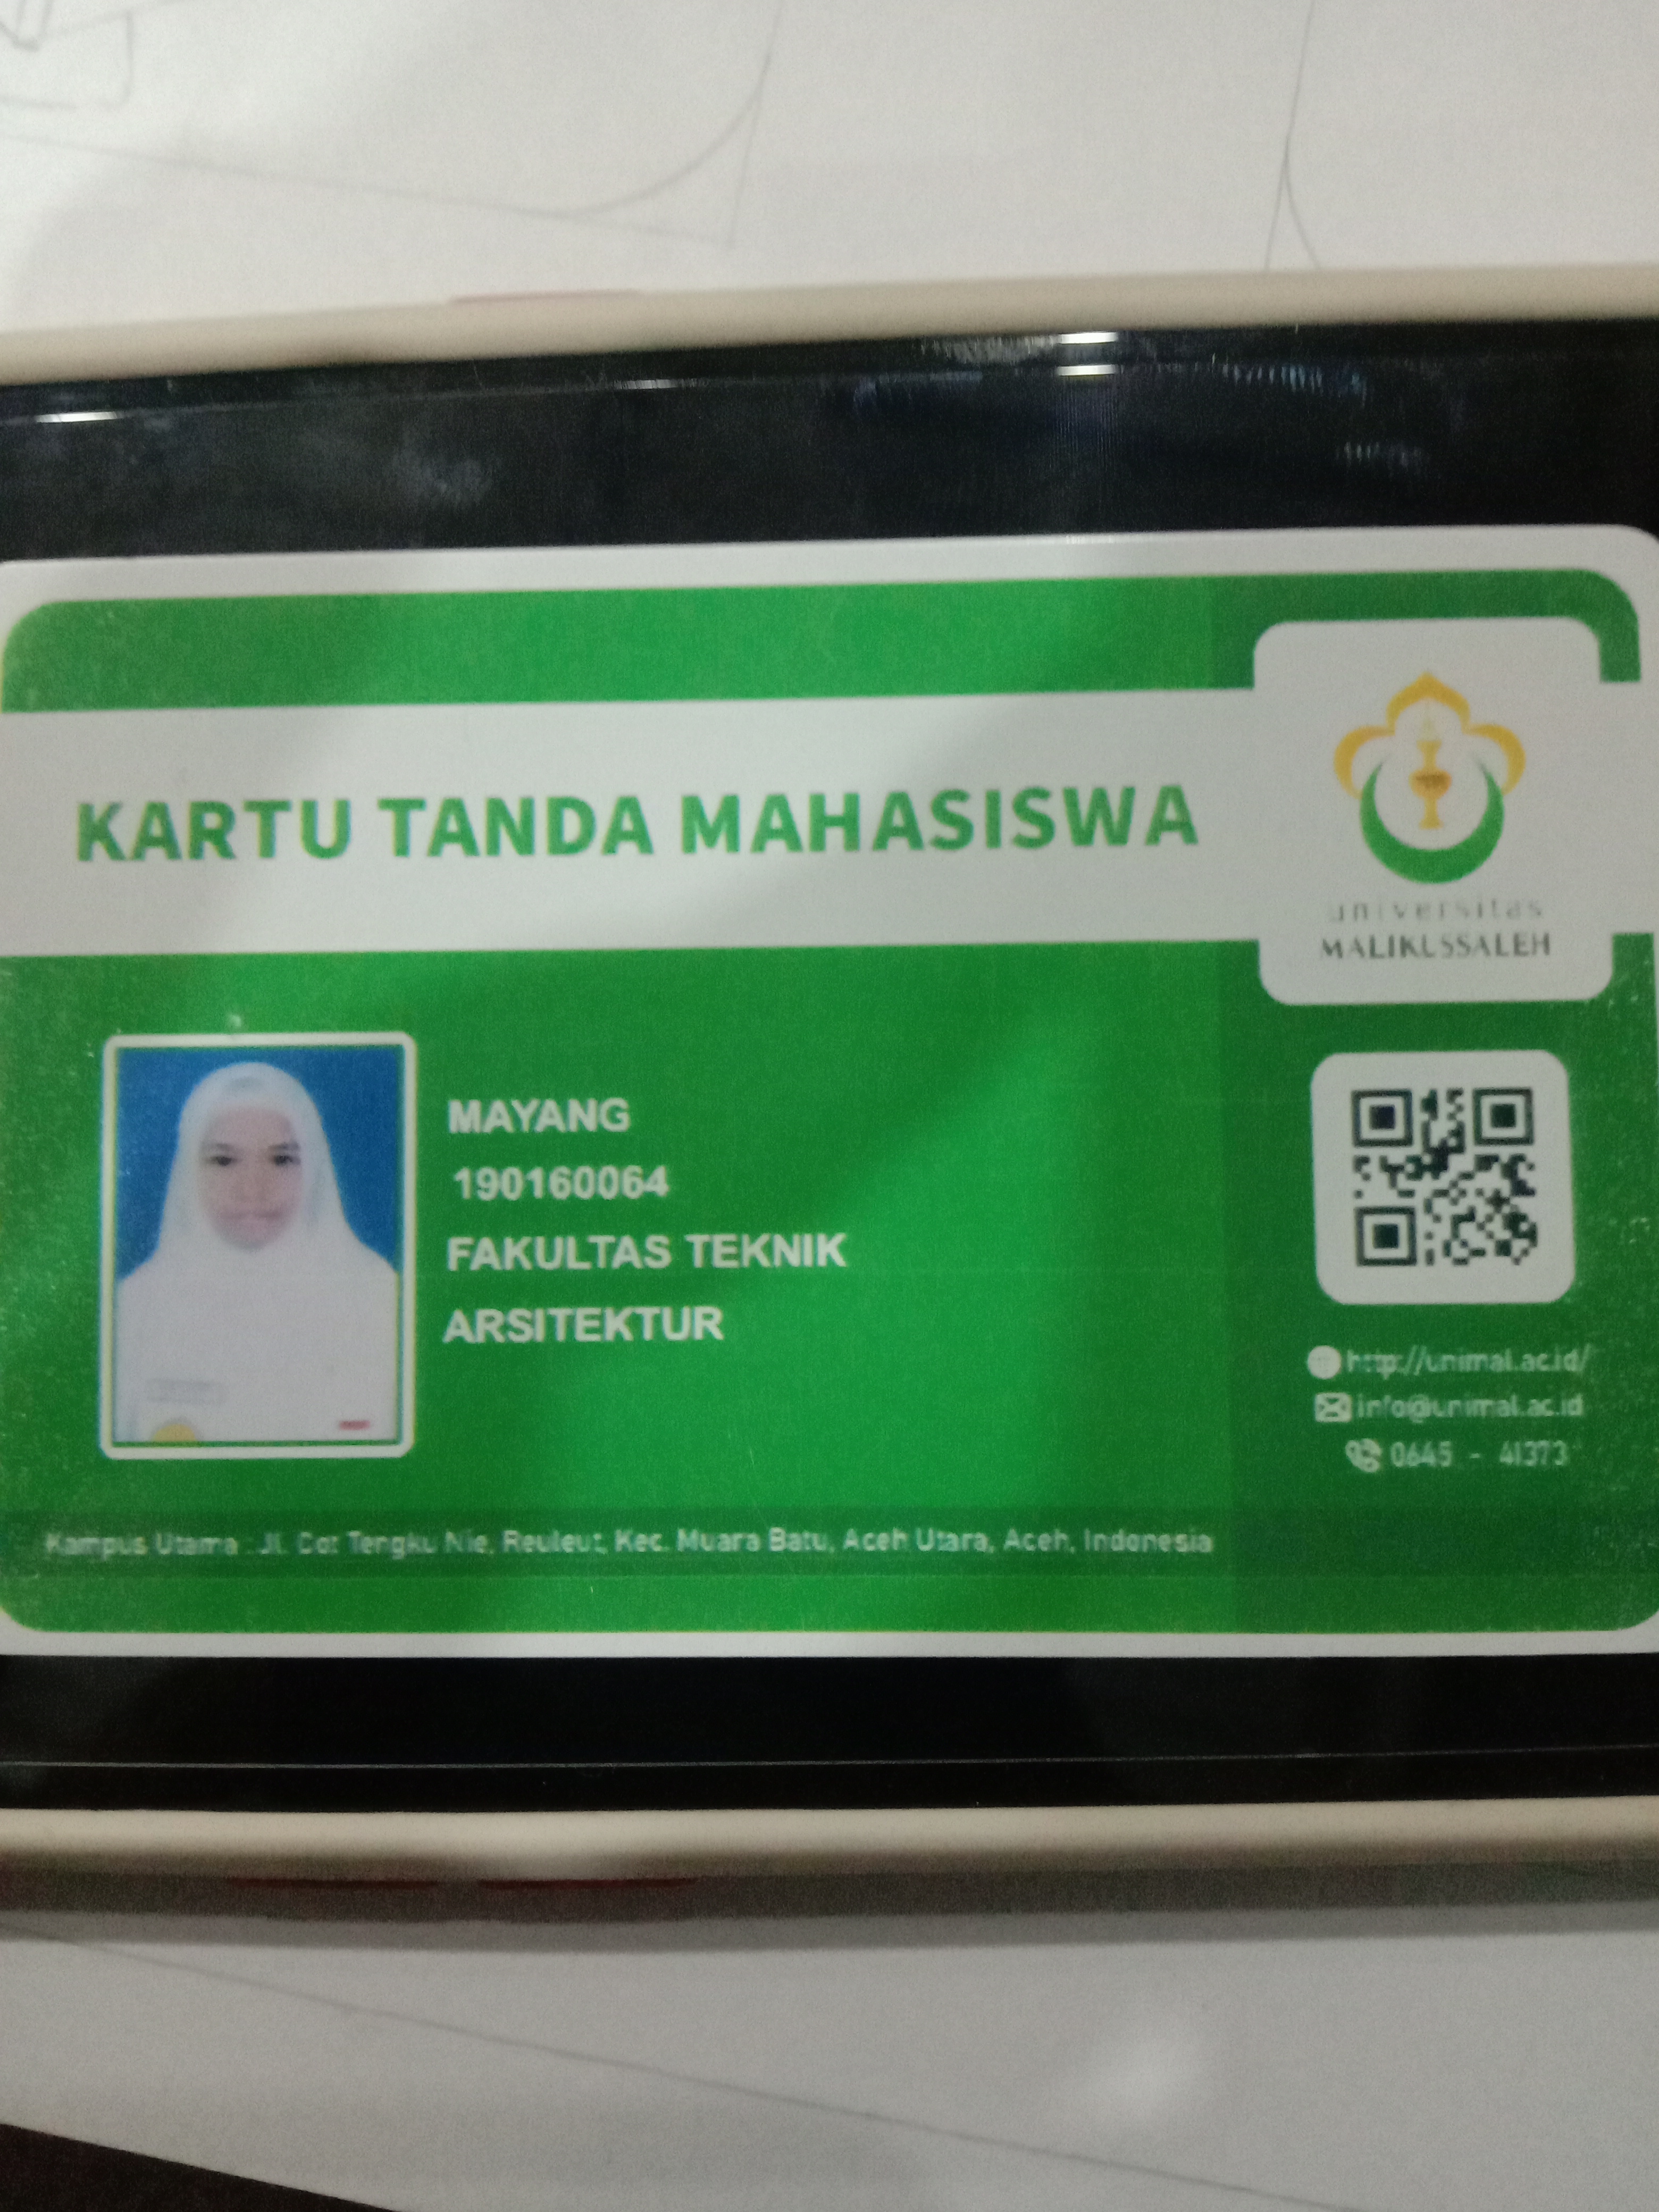 KARTU TANDA MAHASISWA
universitas
MALIKUSSALEH
MAYANG
190160064
FAKULTAS TEKNIK
ARSITEKTUR
http://unimal.ac.id/
info@unimal.ac.id
0645 - 41373
Kampus Utama : Jl. Cot Tengku Nie, Reuleut, Kec. Muara Batu, Aceh Utara, Aceh, Indonesia